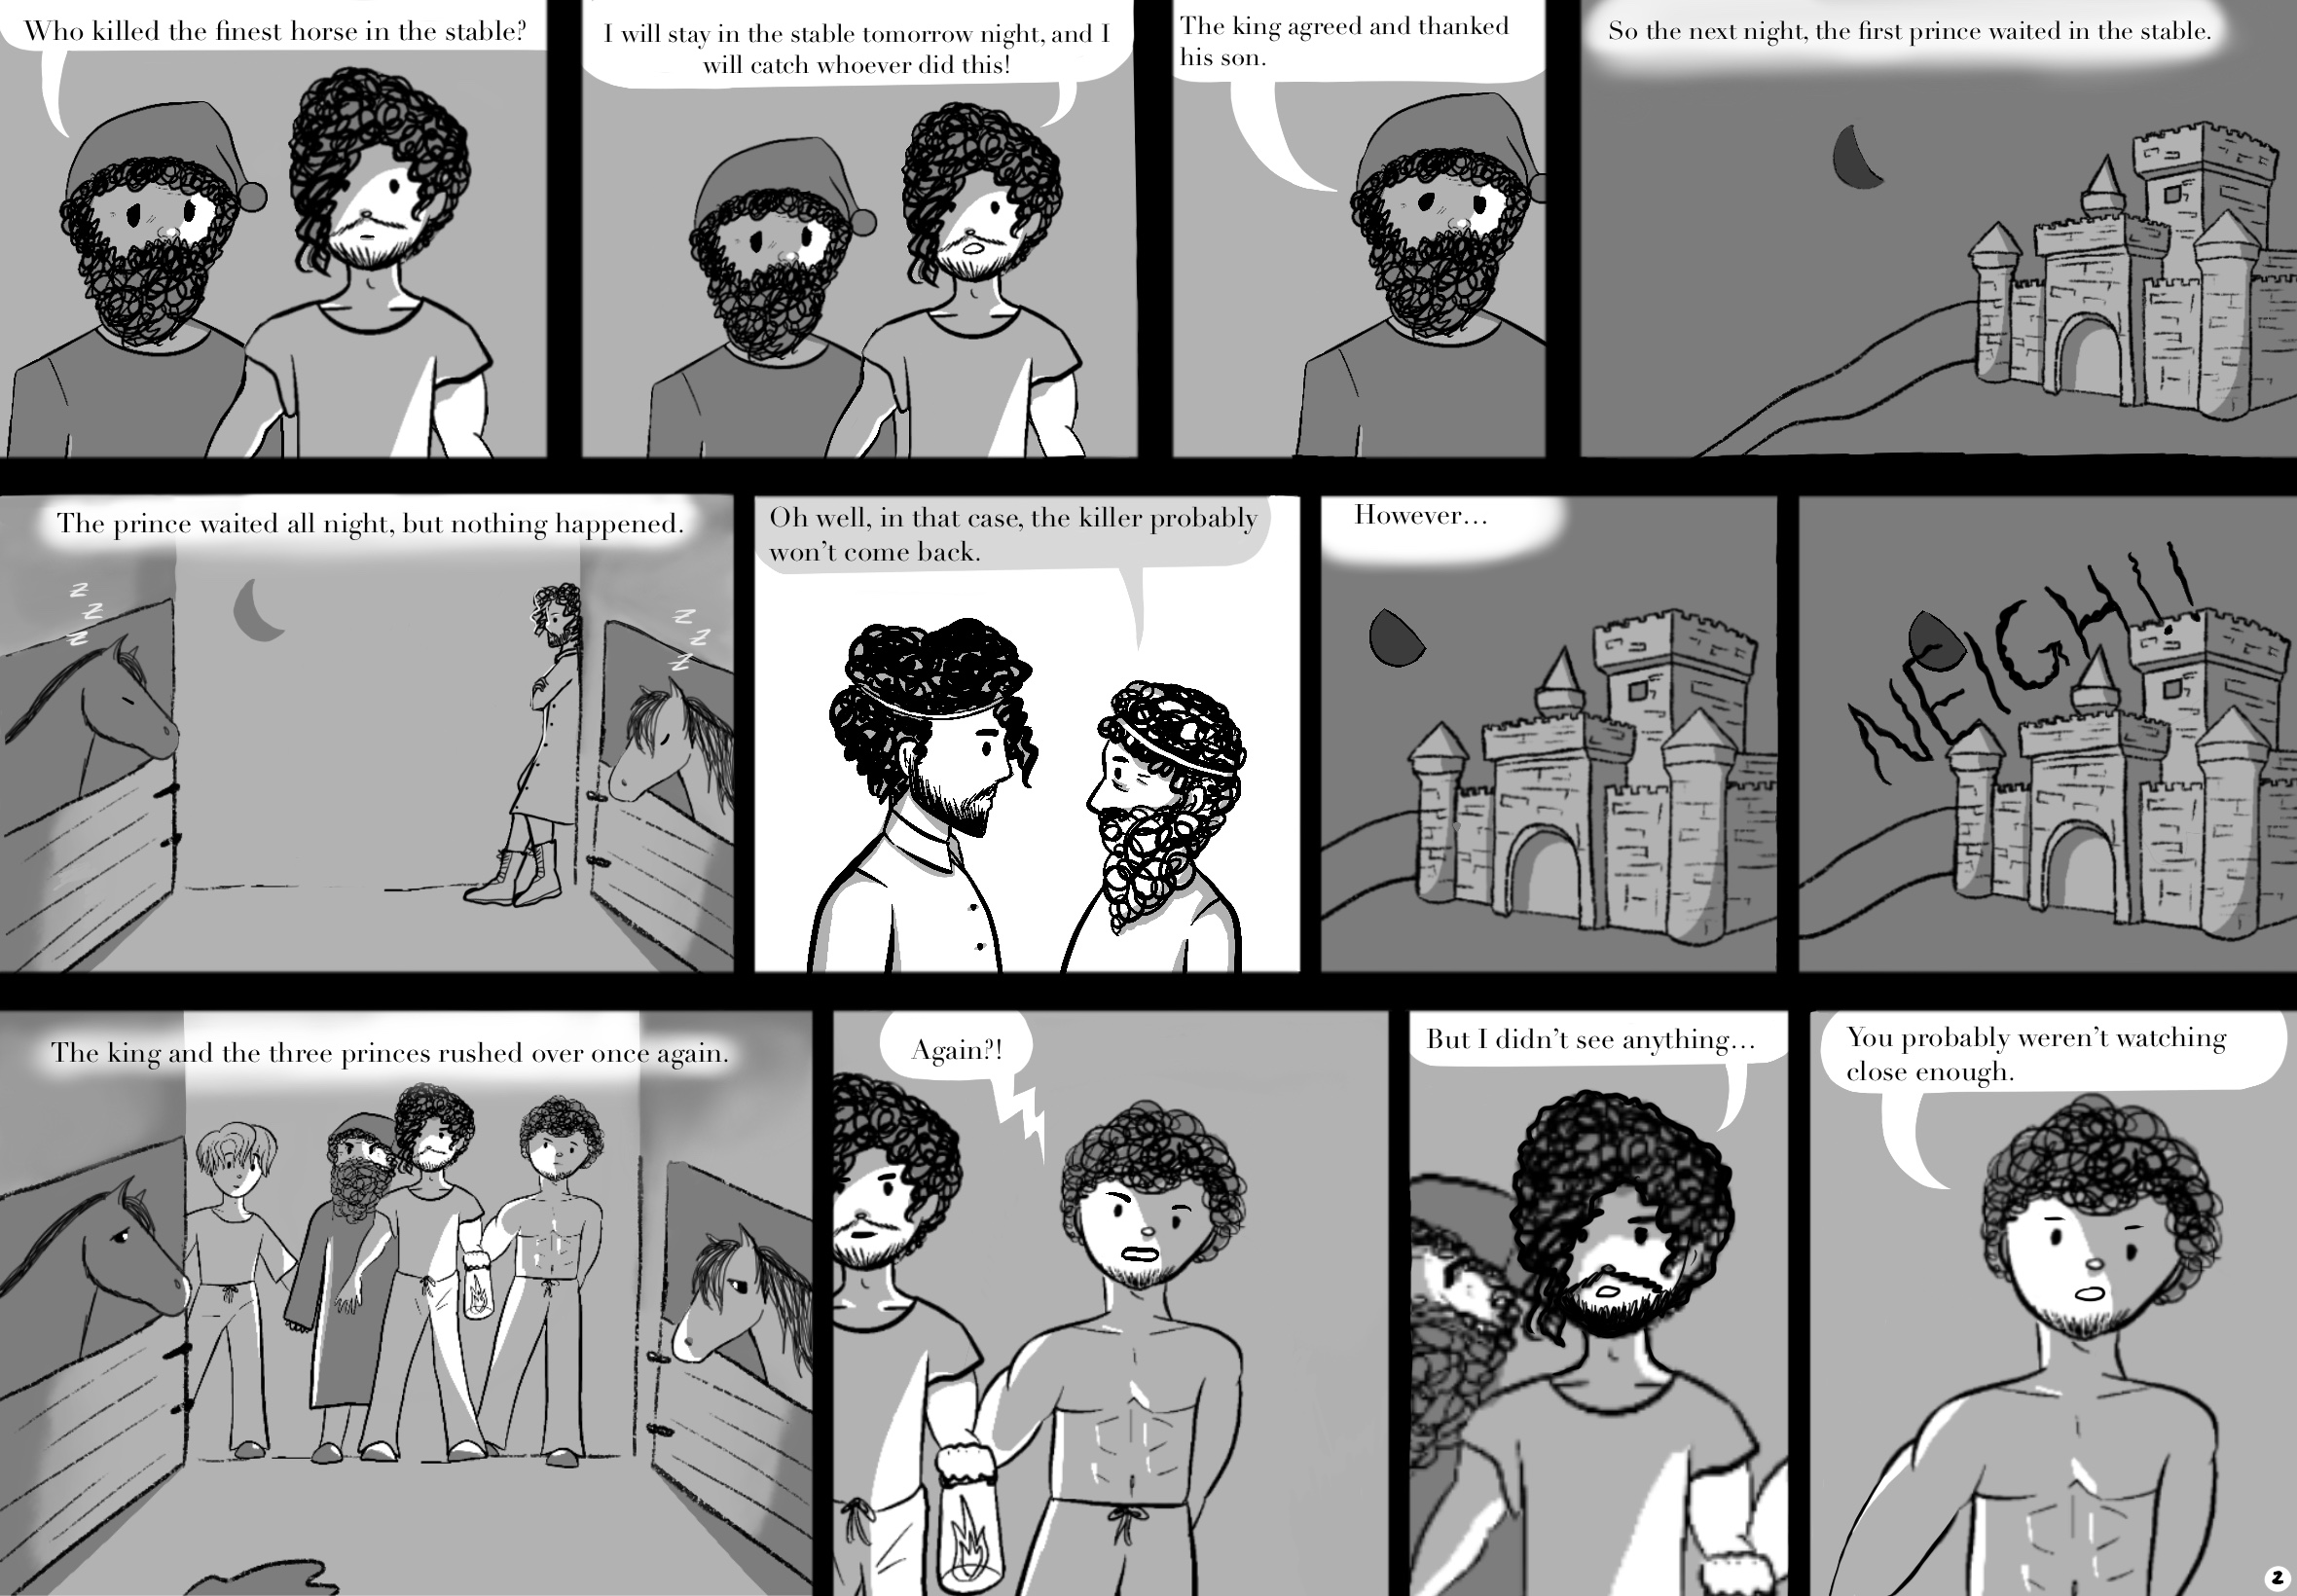 Who killed the finest horse in the stable?
I will stay in the stable tomorrow night, and I
will catch whoever did this!
The king agreed and thanked
his son.
So the next night, the first prince waited in the stable.
The prince waited all night, but nothing happened.
z
z
z
z
z
z
Oh well, in that case, the killer probably
won't come back.
However...
NEIGH!!
The king and the three princes rushed over once again.
Again?!
But I didn't see anything...
You probably weren't watching
close enough.
2